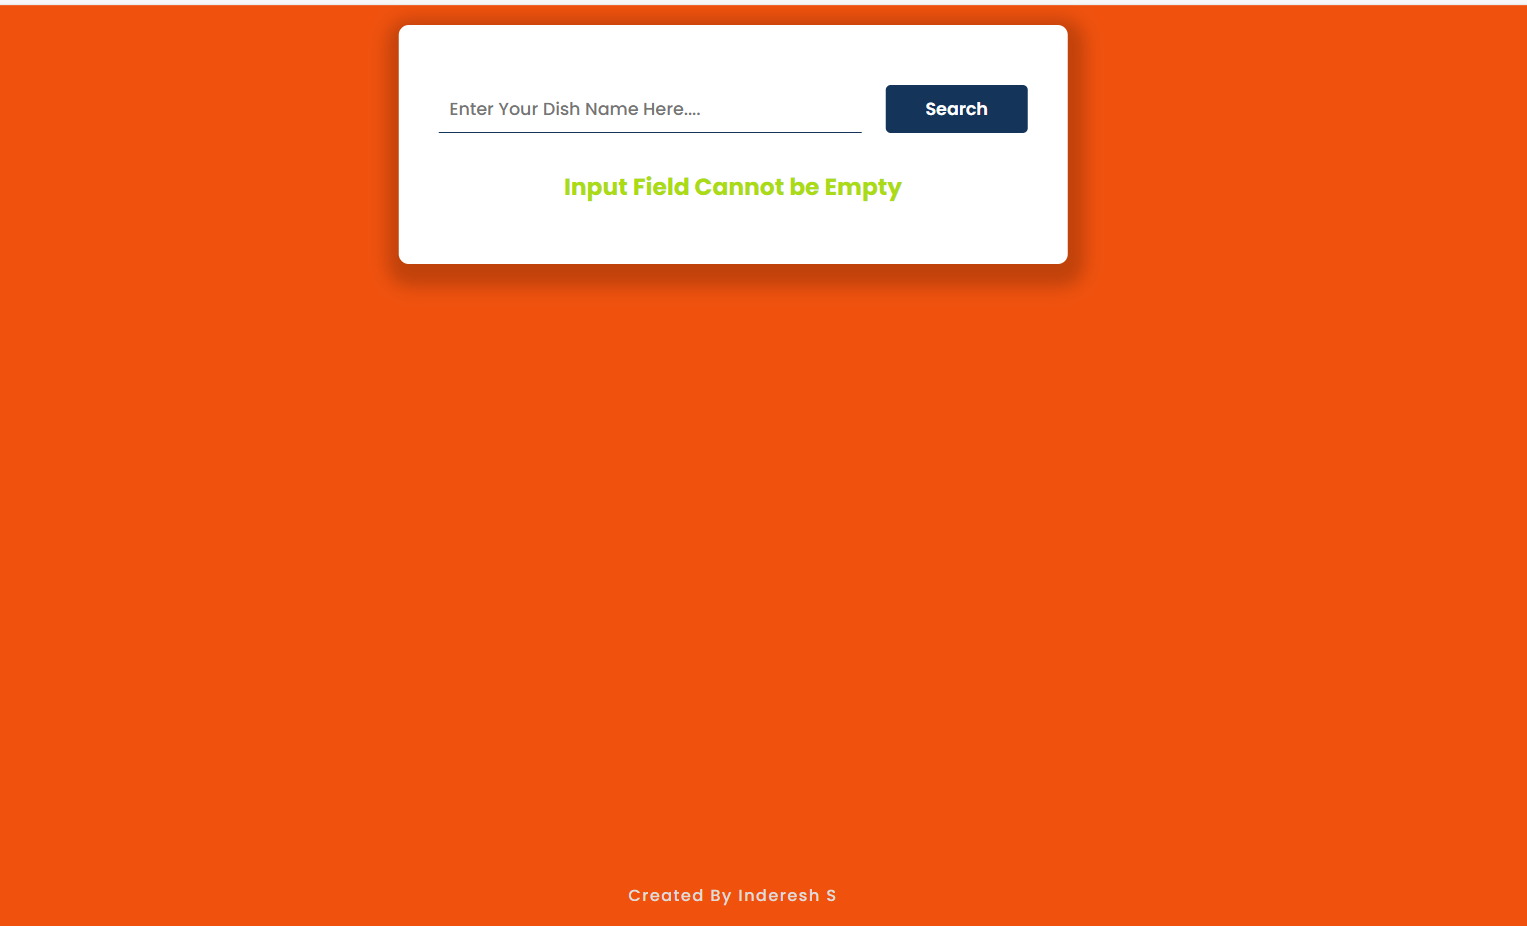 Enter Your Dish Name Here....
Search
Input Field Cannot be Empty
Created By Inderesh S